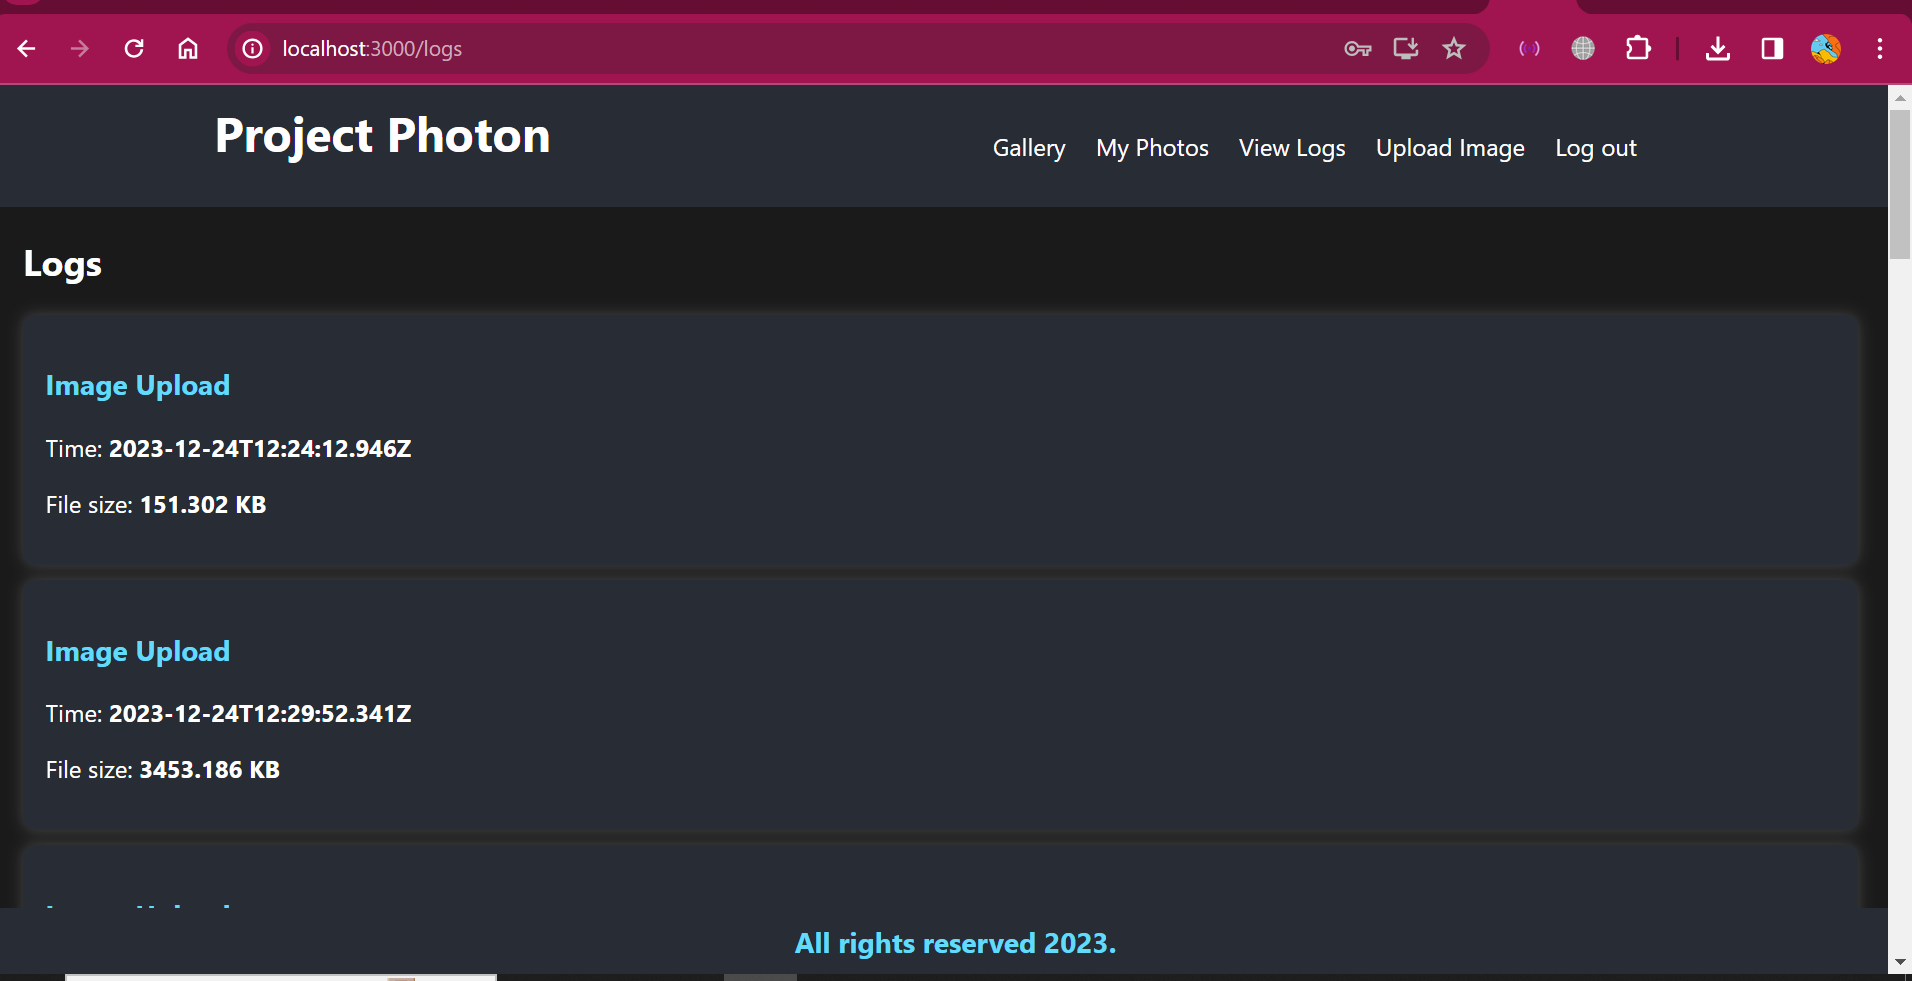 localhost:3000/logs
Project Photon
Gallery My Photos View Logs Upload Image Log out
Logs
Image Upload
Time: 2023-12-24T12:24:12.946Z
File size: 151.302 KB
Image Upload
Time: 2023-12-24T12:29:52.341Z
File size: 3453.186 KB
All rights reserved 2023.